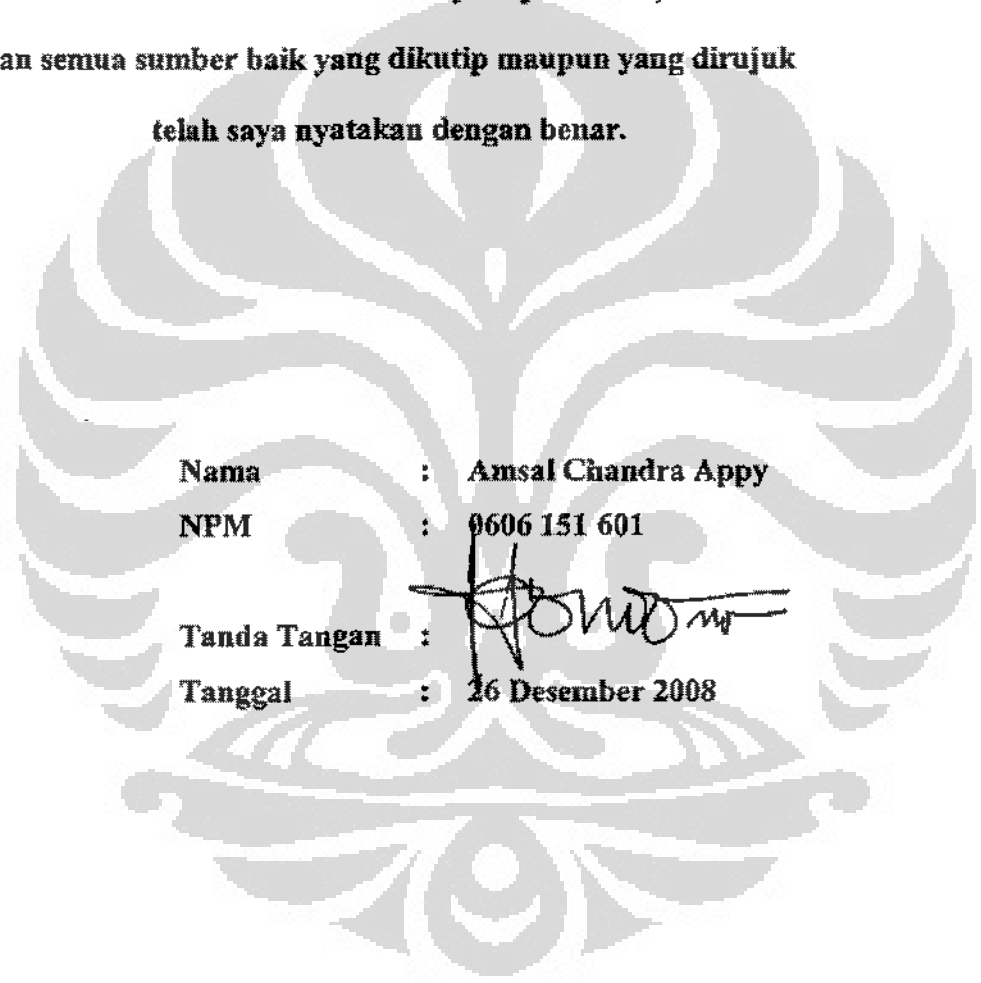 an semua sumber baik yang dikutip maupun yang dirujuk
telah saya nyatakan dengan benar.
Nama : Amsal Chandra Appy
NPM : 0606 151 601
Tanda Tangan :
Tanggal : 26 Desember 2008